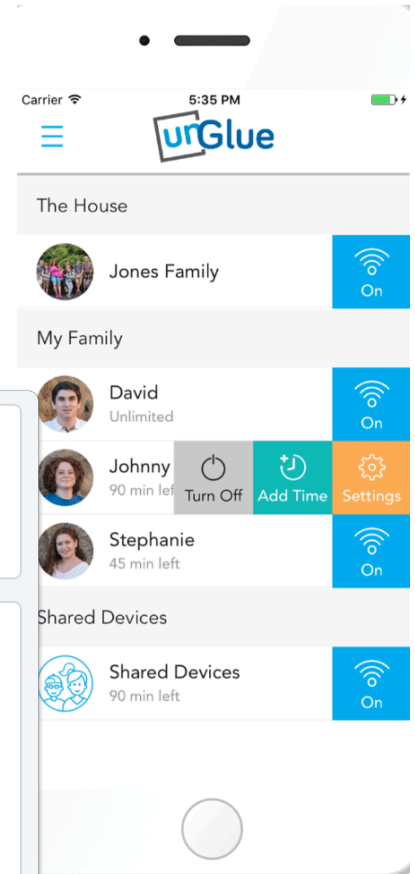 Carrier 5:35 PM
unGlue
The House
Jones Family
On
My Family
David
Unlimited
On
Johnny
90 min lef
Turn Off Add Time Settings
Stephanie
45 min left
On
Shared Devices
Shared Devices
90 min left
On